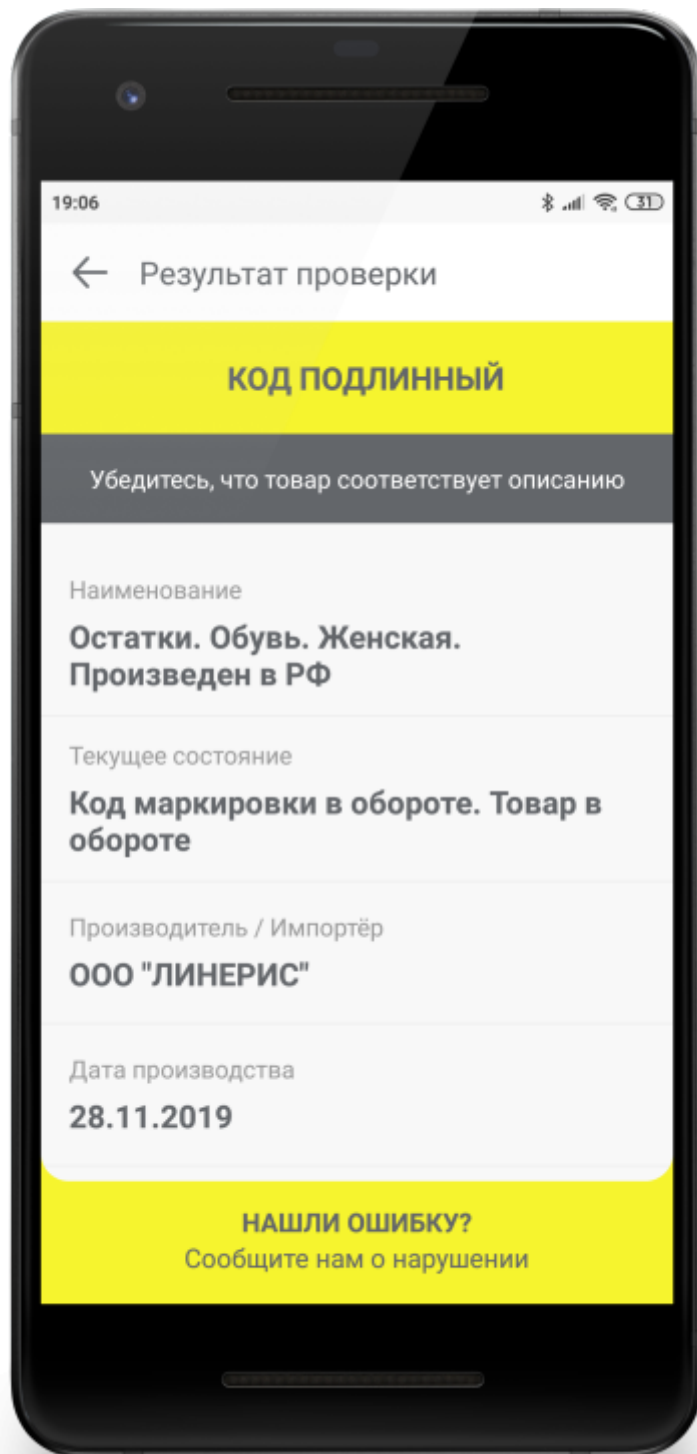 19:06
31
Результат проверки
КОД ПОДЛИННЫЙ
Убедитесь, что товар соответствует описанию
Наименование
Остатки. Обувь. Женская.
Произведен в РФ
Текущее состояние
Код маркировки в обороте. Товар в
обороте
Производитель / Импортёр
ООО "ЛИНЕРИС"
Дата производства
28.11.2019
НАШЛИ ОШИБКУ?
Сообщите нам о нарушении